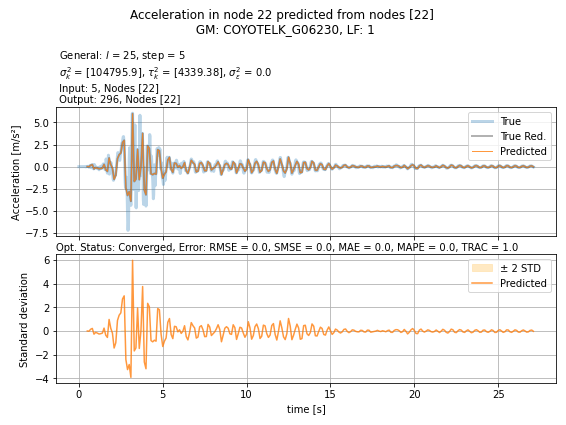 Acceleration in node 22 predicted from nodes [22]
GM: COYOTELK_G06230, LF: 1
General: l = 25, step = 5
σ²ₖ = [104795.9], τ²ₖ = [4339.38], σ²ε = 0.0
Input: 5, Nodes [22]
Output: 296, Nodes [22]
True
True Red.
Predicted
Acceleration [m/s²]
5.0
2.5
0.0
−2.5
−5.0
−7.5
Opt. Status: Converged, Error: RMSE = 0.0, SMSE = 0.0, MAE = 0.0, MAPE = 0.0, TRAC = 1.0
± 2 STD
Predicted
Standard deviation
6
4
2
0
−2
−4
0 5 10 15 20 25
time [s]